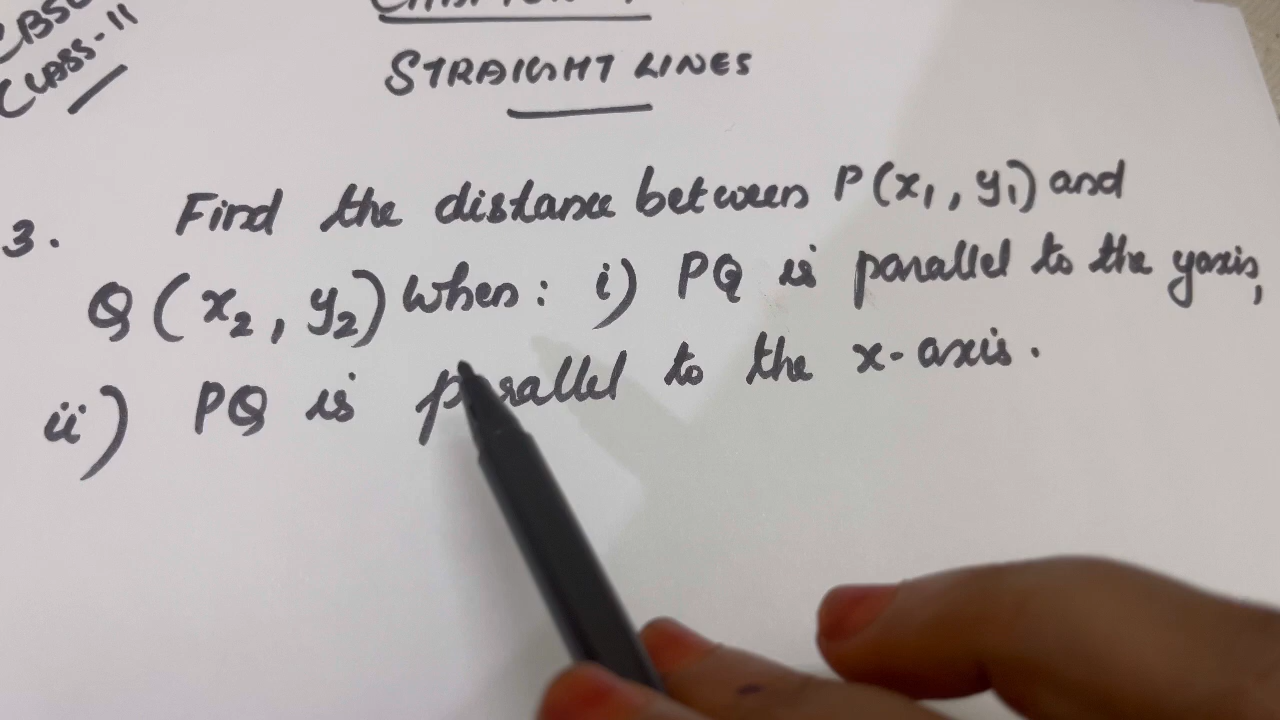 CBSE
CLASS-11
STRAIGHT LINES
3. Find the distance between P(x₁, y₁) and
Q(x₂, y₂) when: i) PQ is parallel to the yaxis,
ii) PQ is parallel to the x-axis.